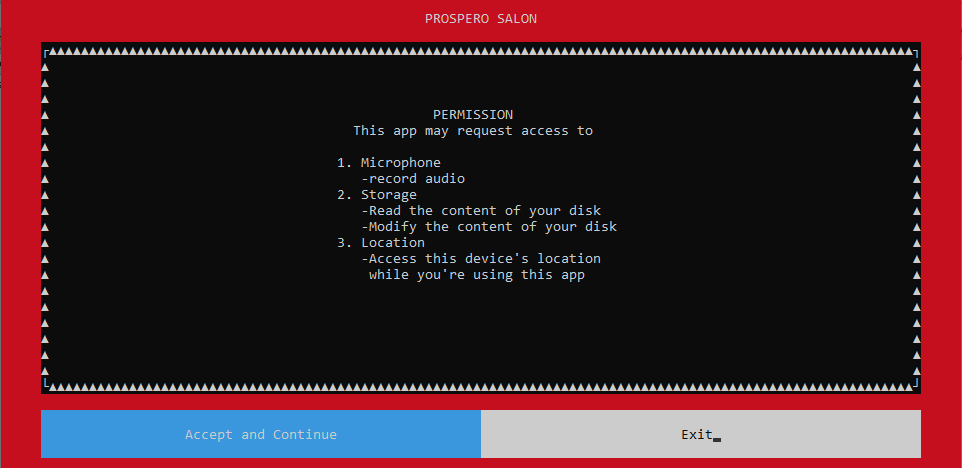 PROSPERO SALON
PERMISSION
This app may request access to
1. Microphone
-record audio
2. Storage
-Read the content of your disk
-Modify the content of your disk
3. Location
-Access this device's location
while you're using this app
Accept and Continue
Exit